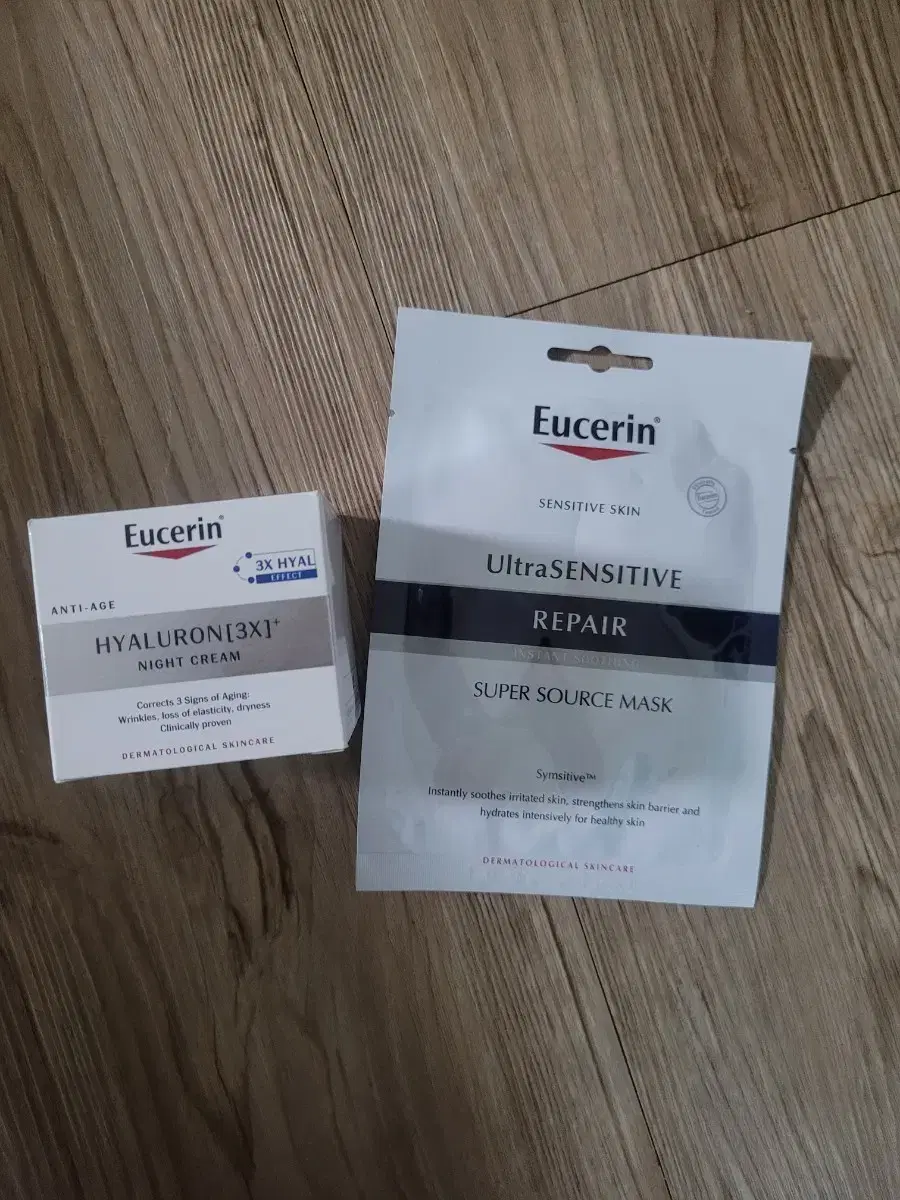 Eucerin®
3X HYAL
EFFECT
ANTI-AGE
HYALURON[3X]+
NIGHT CREAM
Corrects 3 Signs of Aging:
Wrinkles, loss of elasticity, dryness
Clinically proven
DERMATOLOGICAL SKINCARE
Eucerin®
SENSITIVE SKIN
Eucerin
UltraSENSITIVE
REPAIR
INSTANT SOOTHING
SUPER SOURCE MASK
Symsitive™
Instantly soothes irritated skin, strengthens skin barrier and
hydrates intensively for healthy skin
DERMATOLOGICAL SKINCARE